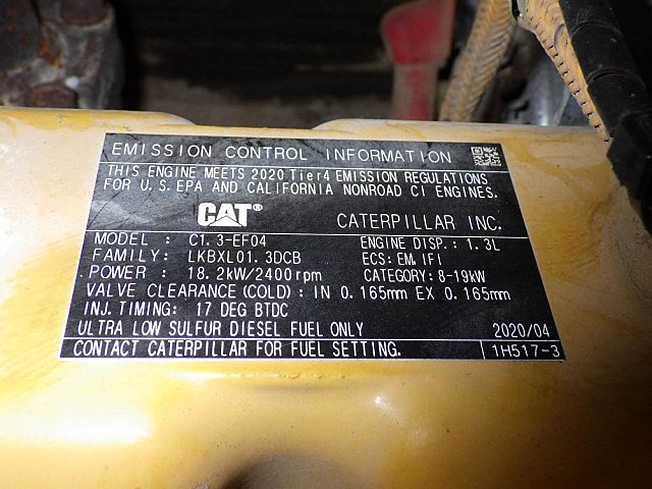 EMISSION CONTROL INFORMATION
THIS ENGINE MEETS 2020 Tier4 EMISSION REGULATIONS
FOR U.S. EPA AND CALIFORNIA NONROAD CI ENGINES.
CAT® CATERPILLAR INC.
MODEL : C1.3-EF04 ENGINE DISP.: 1.3L
FAMILY: LKBXL01.3DCB ECS: EM, IFI
POWER : 18.2kW/2400rpm CATEGORY: 8-19kW
VALVE CLEARANCE (COLD) : IN 0.165mm EX 0.165mm
INJ. TIMING: 17 DEG BTDC
ULTRA LOW SULFUR DIESEL FUEL ONLY 2020/04
CONTACT CATERPILLAR FOR FUEL SETTING. 1H517-3